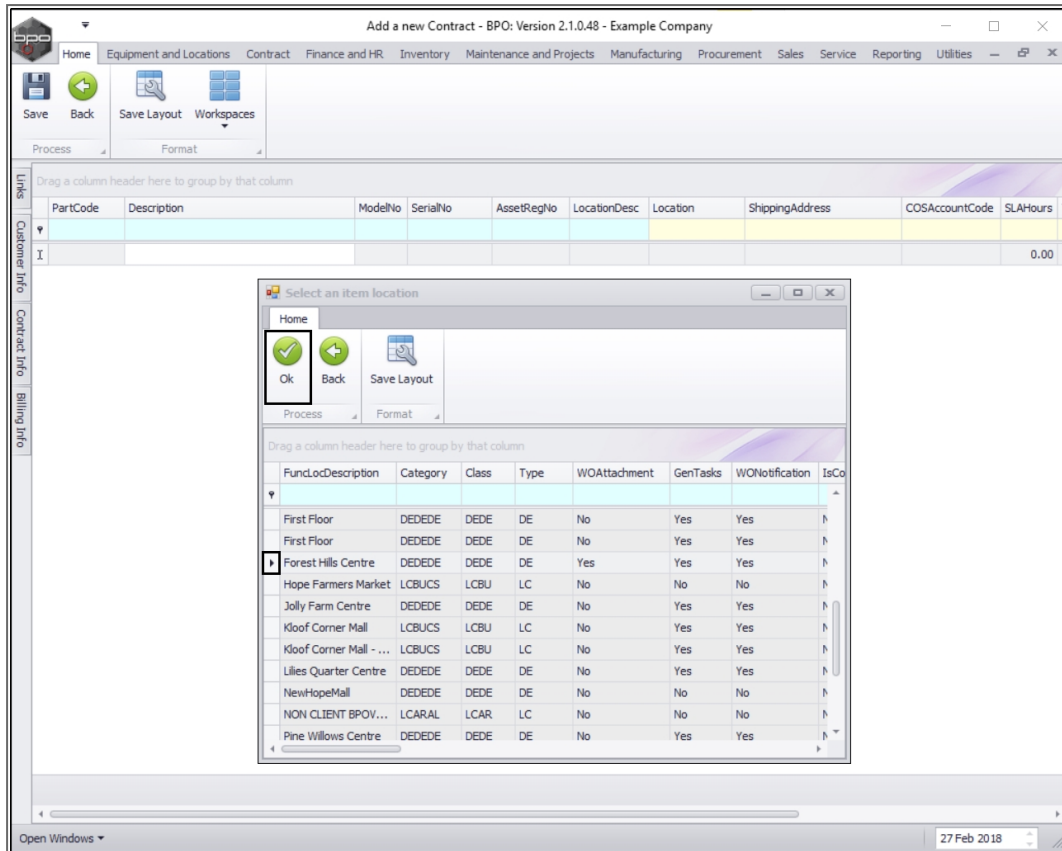 Add a new Contract - BPO: Version 2.1.0.48 - Example Company
bpo
Home Equipment and Locations Contract Finance and HR Inventory Maintenance and Projects Manufacturing Procurement Sales Service Reporting Utilities
Save Back Save Layout Workspaces
Process Format
Links
Customer Info
Contract Info
Billing Info
Drag a column header here to group by that column
PartCode Description ModelNo SerialNo AssetRegNo LocationDesc Location ShippingAddress COSAccountCode SLAHours
0.00
Select an item location
Home
Ok Back Save Layout
Process Format
Drag a column header here to group by that column
FuncLocDescription Category Class Type WOAttachment GenTasks WONotification IsCo
First Floor DEDEDE DEDE DE No Yes Yes
First Floor DEDEDE DEDE DE No Yes Yes
Forest Hills Centre DEDEDE DEDE DE Yes Yes Yes
Hope Farmers Market LCBUCS LCBU LC No No No
Jolly Farm Centre DEDEDE DEDE DE No Yes Yes
Kloof Corner Mall LCBUCS LCBU LC No Yes Yes
Kloof Corner Mall - ... LCBUCS LCBU LC No Yes Yes
Lilies Quarter Centre DEDEDE DEDE DE No Yes Yes
NewHopeMall DEDEDE DEDE DE No No No
NON CLIENT BPOV... LCARAL LCAR LC No No No
Pine Willows Centre DEDEDE DEDE DE No Yes Yes
Open Windows 27 Feb 2018